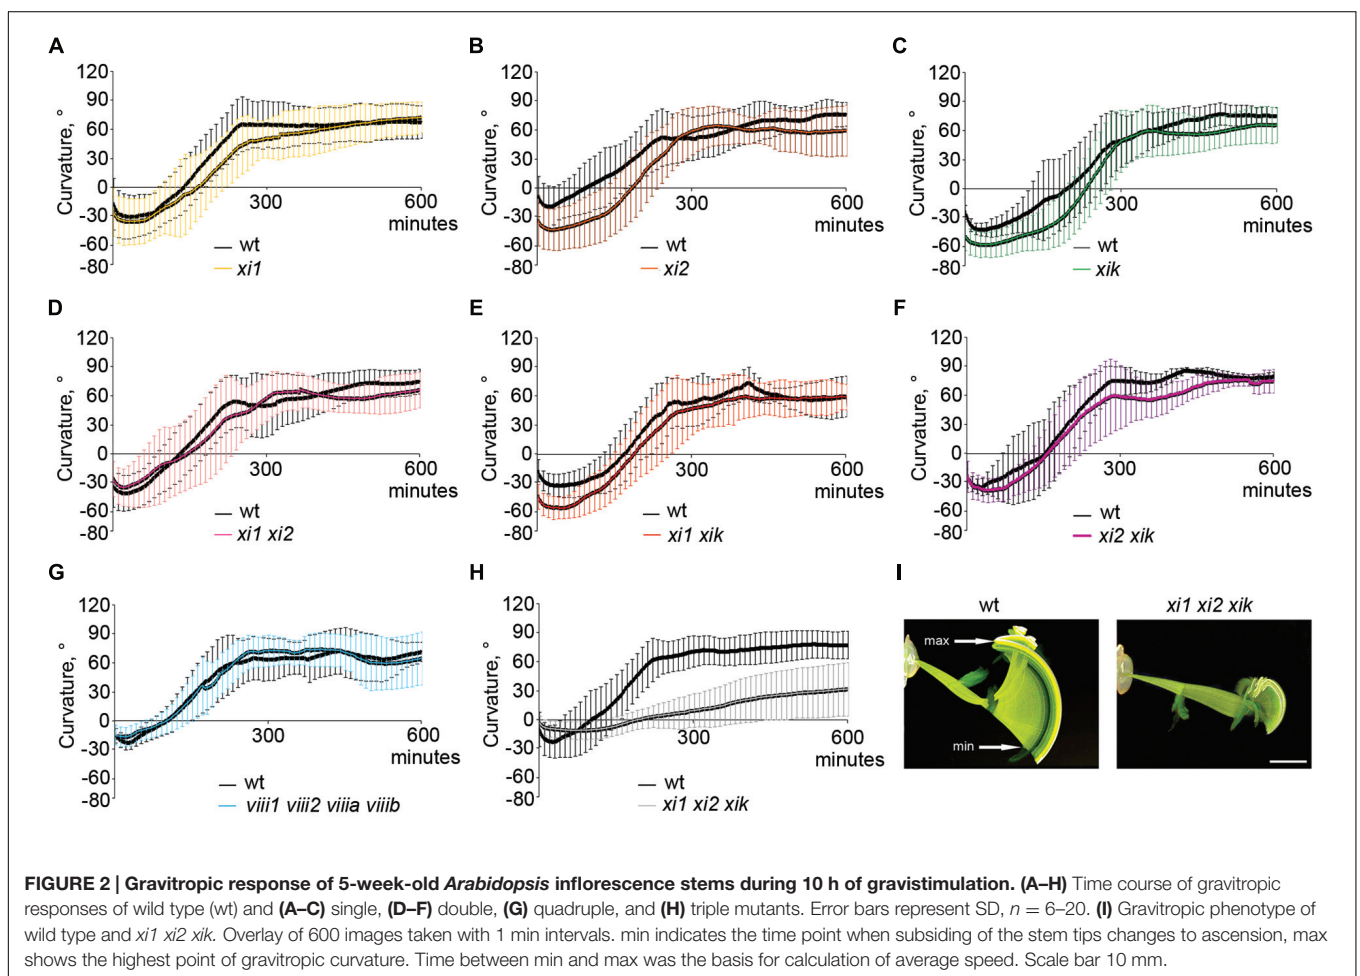 A
B
C
120
90
60
30
0
-30
-60
-80
Curvature, °
300
600
minutes
wt
xi1
120
90
60
30
0
-30
-60
-80
Curvature, °
300
600
minutes
wt
xi2
120
90
60
30
0
-30
-60
-80
Curvature, °
300
600
minutes
wt
xik
D
E
F
120
90
60
30
0
-30
-60
-80
Curvature, °
300
600
minutes
wt
xi1 xi2
120
90
60
30
0
-30
-60
-80
Curvature, °
300
600
minutes
wt
xi1 xik
120
90
60
30
0
-30
-60
-80
Curvature, °
300
600
minutes
wt
xi2 xik
G
H
I
120
90
60
30
0
-30
-60
-80
Curvature, °
300
600
minutes
wt
viii1 viii2 viiia viiib
120
90
60
30
0
-30
-60
-80
Curvature, °
300
600
minutes
wt
xi1 xi2 xik
wt
max
min
xi1 xi2 xik
FIGURE 2 | Gravitropic response of 5-week-old Arabidopsis inflorescence stems during 10 h of gravistimulation. (A–H) Time course of gravitropic
responses of wild type (wt) and (A–C) single, (D–F) double, (G) quadruple, and (H) triple mutants. Error bars represent SD, n = 6–20. (I) Gravitropic phenotype of
wild type and xi1 xi2 xik. Overlay of 600 images taken with 1 min intervals. min indicates the time point when subsiding of the stem tips changes to ascension, max
shows the highest point of gravitropic curvature. Time between min and max was the basis for calculation of average speed. Scale bar 10 mm.